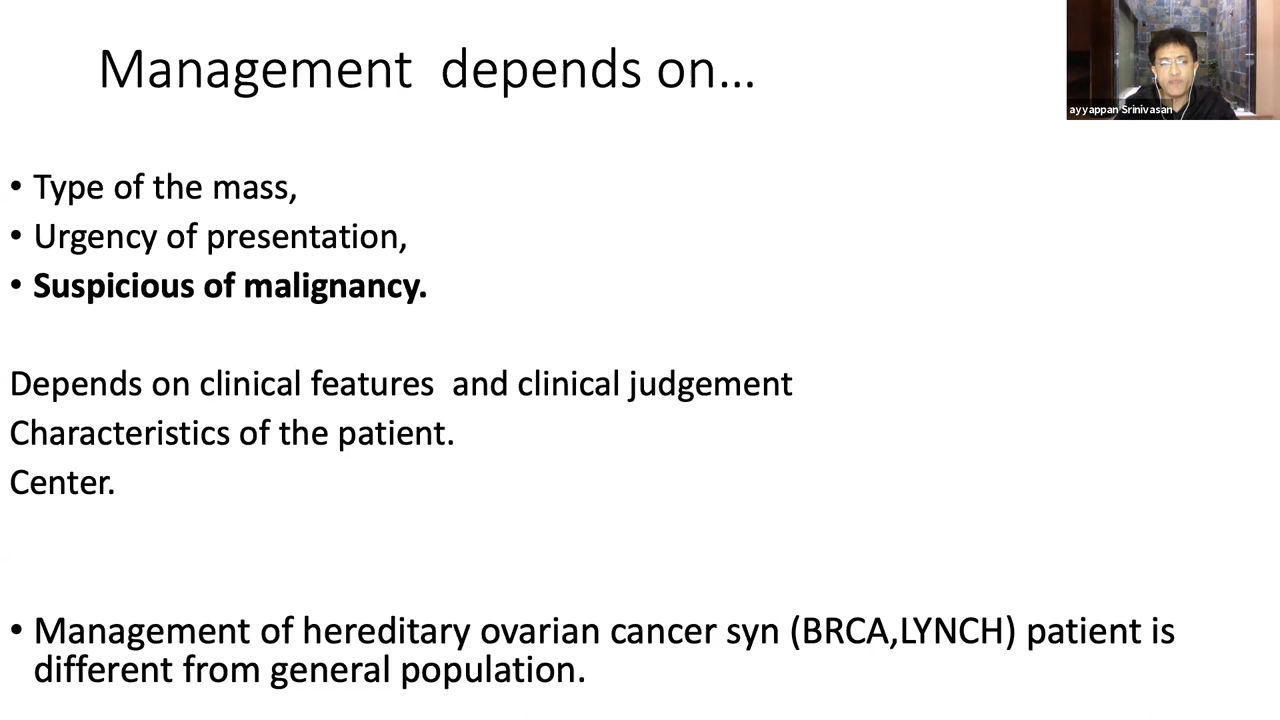 Management depends on...
ayyappan Srinivasan
• Type of the mass,
• Urgency of presentation,
• Suspicious of malignancy.
Depends on clinical features and clinical judgement
Characteristics of the patient.
Center.
• Management of hereditary ovarian cancer syn (BRCA,LYNCH) patient is
different from general population.